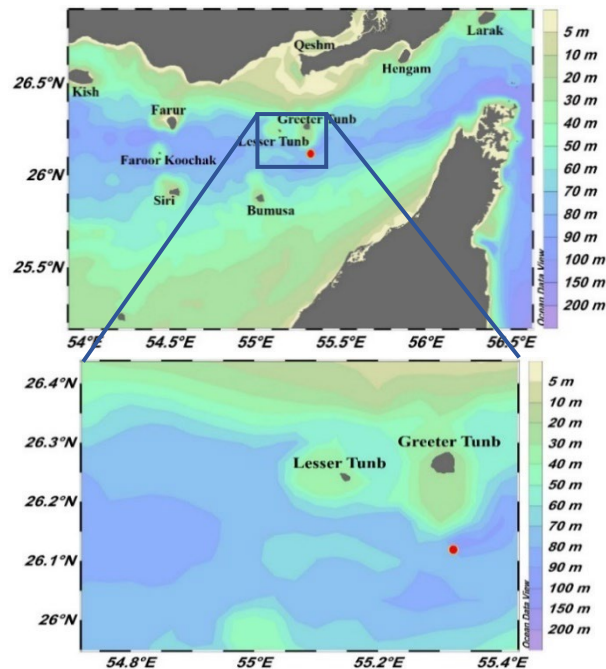 Qeshm
Larak
Hengam
Kish
Farur
Greeter Tunb
Lesser Tunb
Faroor Koochak
Siri
Bumusa
26.5°N
26°N
25.5°N
54°E
54.5°E
55°E
55.5°E
56°E
56.5°E
5 m
10 m
20 m
30 m
40 m
50 m
60 m
70 m
80 m
90 m
100 m
150 m
200 m
Ocean Data View
26.4°N
26.3°N
26.2°N
26.1°N
26°N
Greeter Tunb
Lesser Tunb
54.8°E
55°E
55.2°E
55.4°E
5 m
10 m
20 m
30 m
40 m
50 m
60 m
70 m
80 m
90 m
100 m
150 m
200 m
Ocean Data View